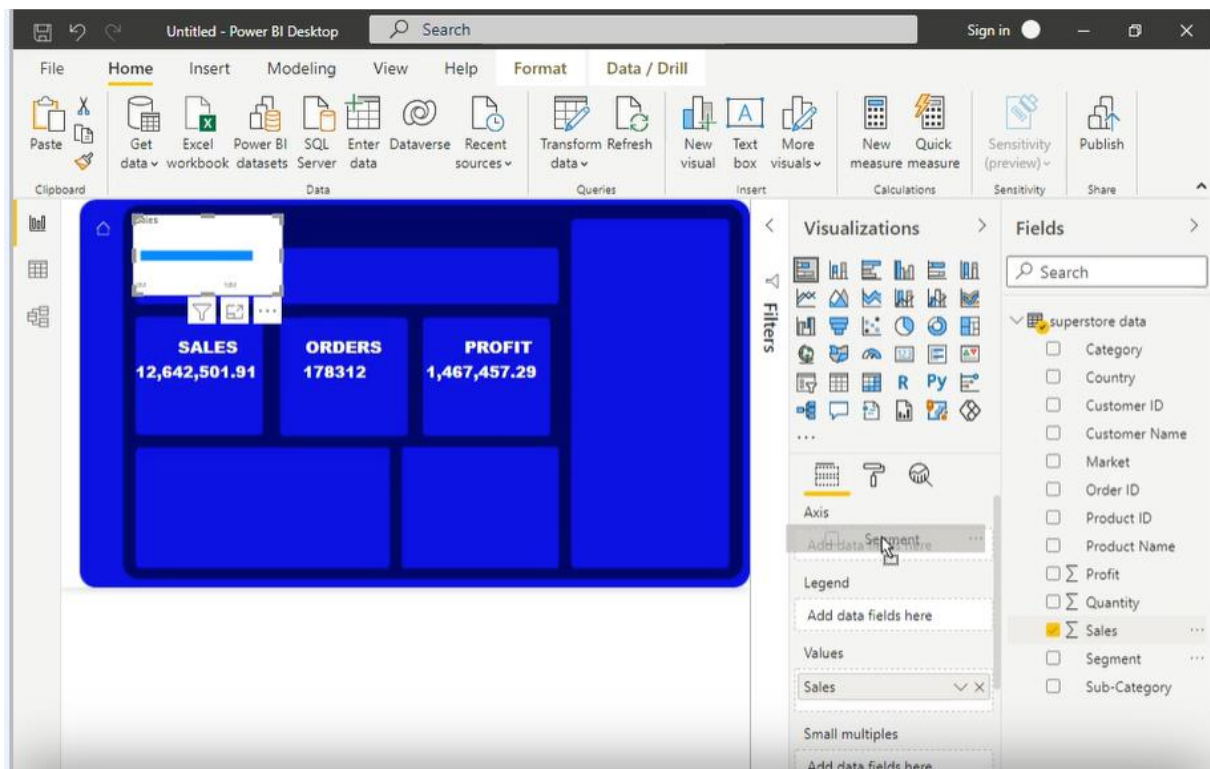 Untitled - Power BI Desktop
Search
Sign in
File Home Insert Modeling View Help Format Data / Drill
Paste
Get data
Excel workbook
Power BI datasets
SQL Server
Enter data
Dataverse
Recent sources
Transform data
Refresh
New visual
Text box
More visuals
New measure
Quick measure
Sensitivity (preview)
Publish
Clipboard
Data
Queries
Insert
Calculations
Sensitivity
Share
Sales
SALES
12,642,501.91
ORDERS
178312
PROFIT
1,467,457.29
Filters
Visualizations
R Py
Axis
Segment
Legend
Add data fields here
Values
Sales
Small multiples
Add data fields here
Fields
Search
superstore data
Category
Country
Customer ID
Customer Name
Market
Order ID
Product ID
Product Name
Profit
Quantity
Sales
Segment
Sub-Category